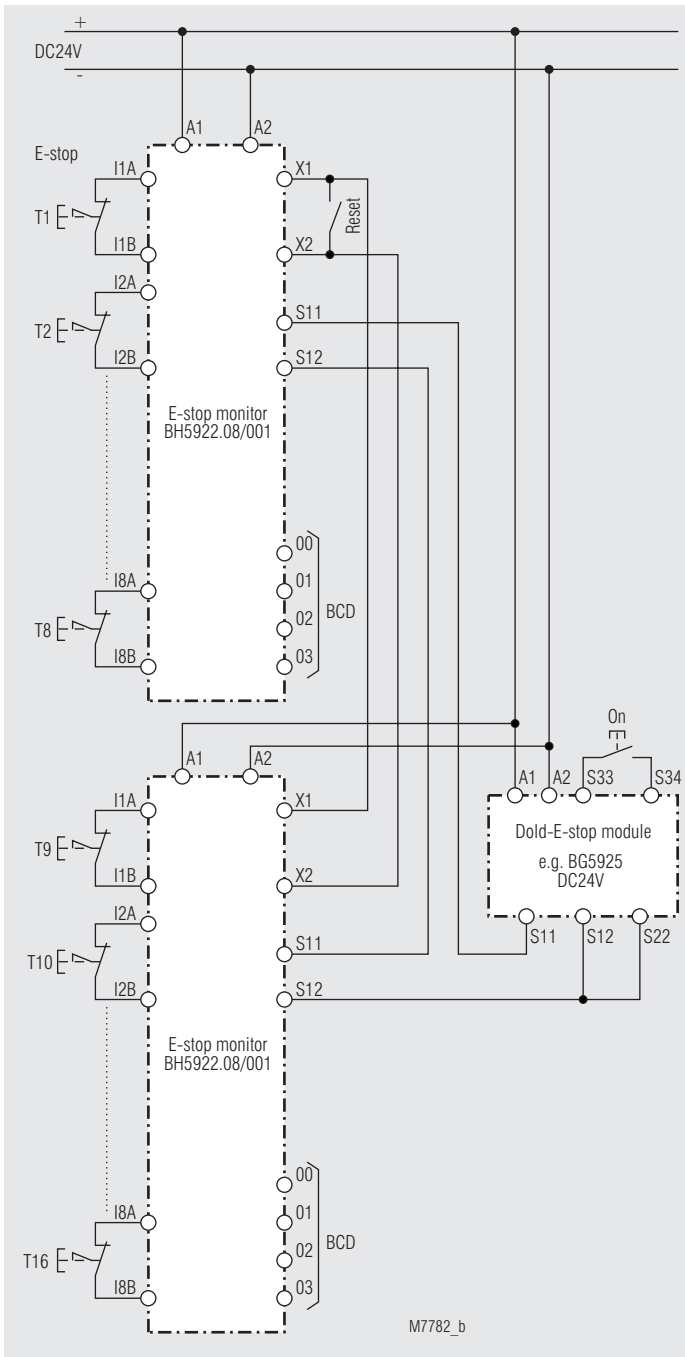 +
DC24V
-
A1
A2
E-stop
I1A
X1
T1
Reset
I1B
X2
I2A
T2
S11
I2B
S12
E-stop monitor
BH5922.08/001
00
I8A
01
BCD
T8
02
I8B
03
On
A1
A2
A1
A2
S33
S34
I1A
X1
Dold-E-stop module
T9
e.g. BG5925
DC24V
I1B
X2
I2A
S11
S12
S22
T10
S11
I2B
S12
E-stop monitor
BH5922.08/001
00
I8A
01
BCD
T16
02
I8B
03
M7782_b